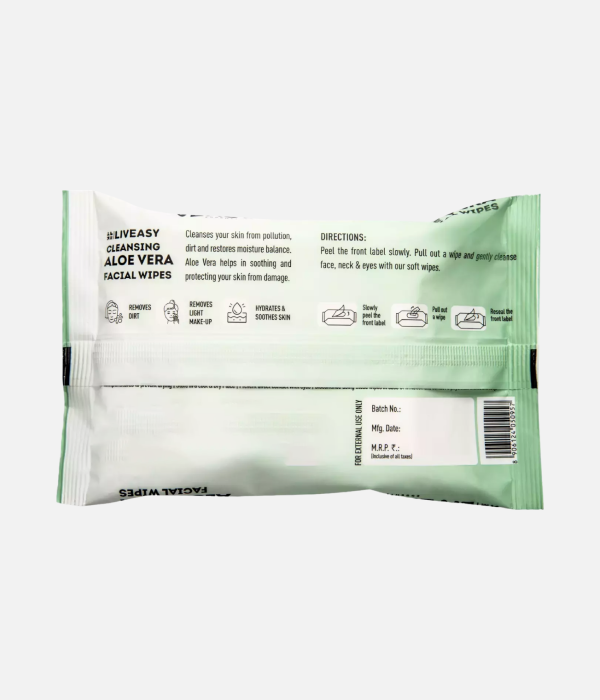 LIVEASY
CLEANSING
ALOE VERA
FACIAL WIPES
Cleanses your skin from pollution,
dirt and restores moisture balance.
Aloe Vera helps in soothing and
protecting your skin from damage.
DIRECTIONS:
Peel the front label slowly. Pull out a wipe and gently cleanse
face, neck & eyes with our soft wipes.
REMOVES
DIRT
REMOVES
LIGHT
MAKE-UP
HYDRATES &
SOOTHES SKIN
Slowly
peel the
front label
Pull out
a wipe
Reseal the
front label
FOR EXTERNAL USE ONLY
Batch No.:
Mfg. Date:
M.R.P. ₹.:
(Inclusive of all taxes)
WIPES
FACIAL WIPES